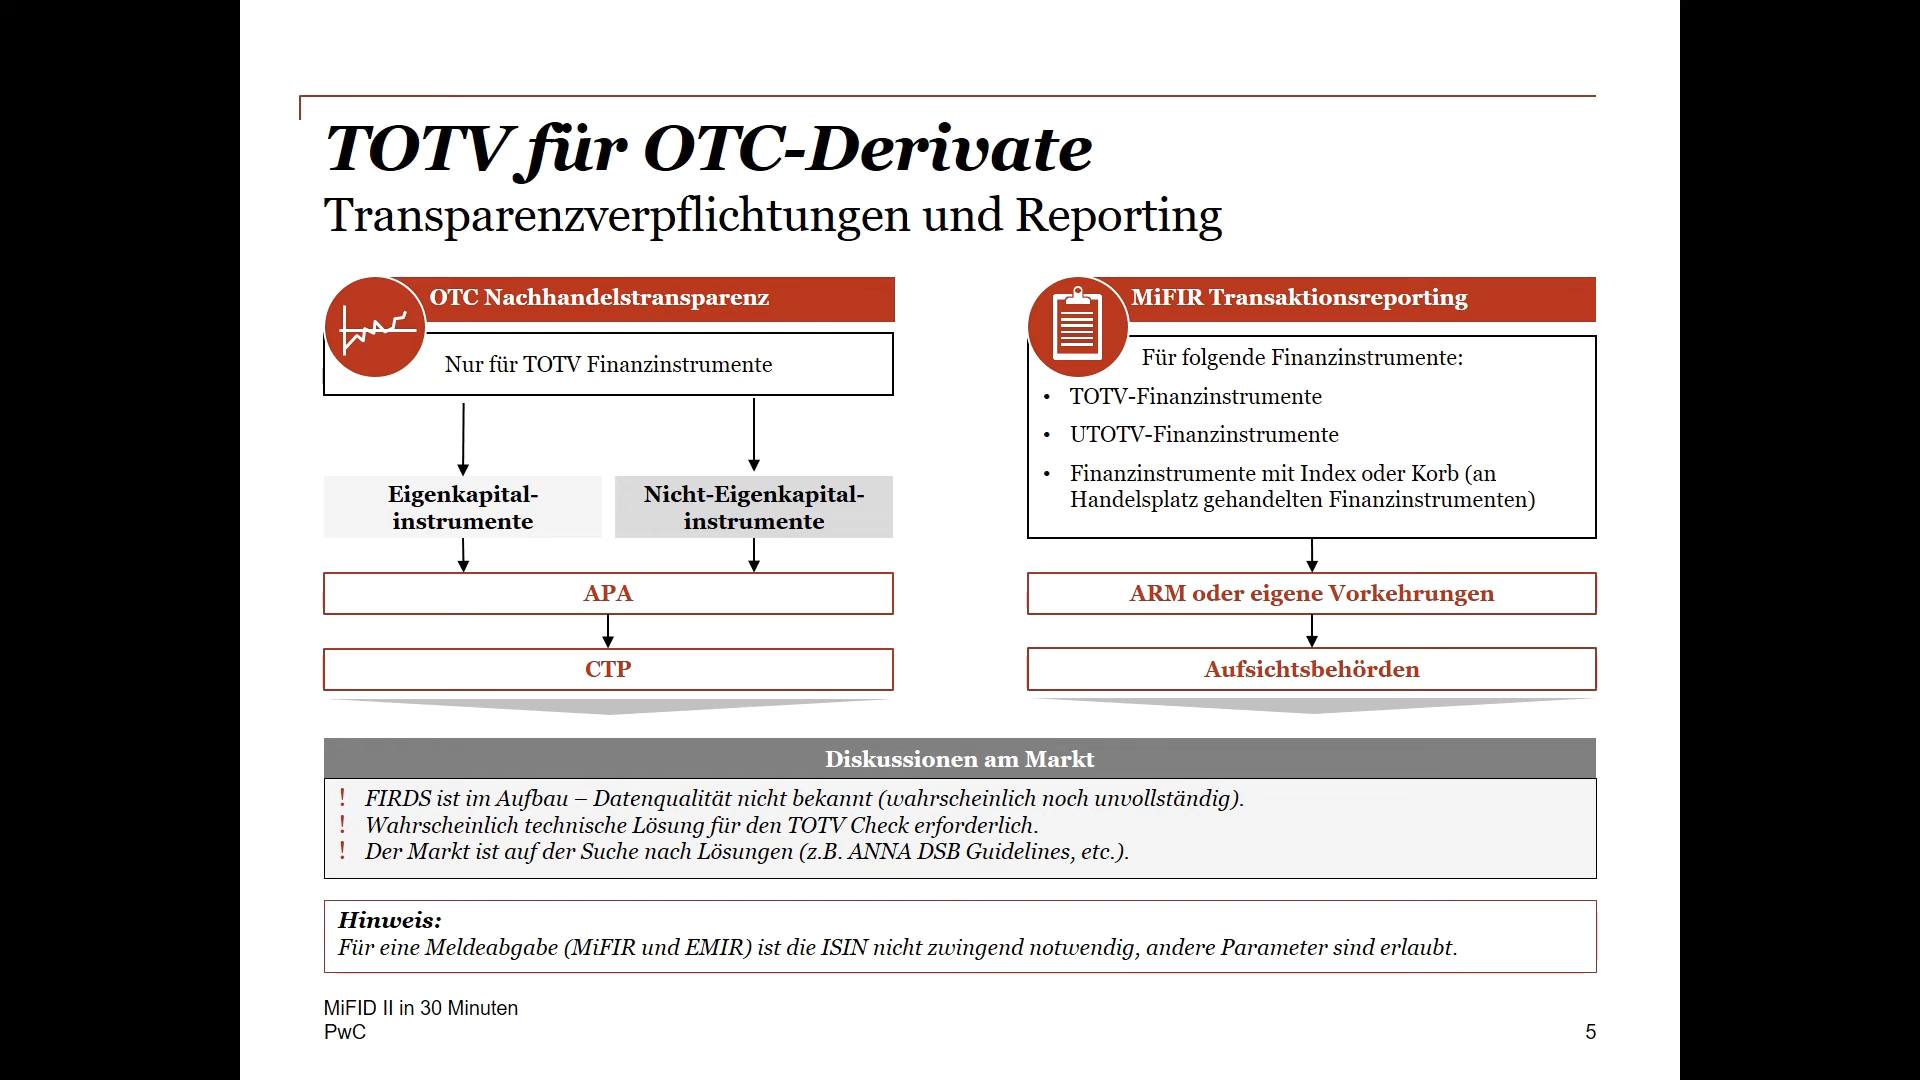 TOTV für OTC-Derivate
Transparenzverpflichtungen und Reporting
OTC Nachhandelstransparenz
Nur für TOTV Finanzinstrumente
Eigenkapital-
instrumente
Nicht-Eigenkapital-
instrumente
APA
CTP
MiFIR Transaktionsreporting
Für folgende Finanzinstrumente:
• TOTV-Finanzinstrumente
• UTOTV-Finanzinstrumente
• Finanzinstrumente mit Index oder Korb (an
Handelsplatz gehandelten Finanzinstrumenten)
ARM oder eigene Vorkehrungen
Aufsichtsbehörden
Diskussionen am Markt
! FIRDS ist im Aufbau – Datenqualität nicht bekannt (wahrscheinlich noch unvollständig).
! Wahrscheinlich technische Lösung für den TOTV Check erforderlich.
! Der Markt ist auf der Suche nach Lösungen (z.B. ANNA DSB Guidelines, etc.).
Hinweis:
Für eine Meldeabgabe (MiFIR und EMIR) ist die ISIN nicht zwingend notwendig, andere Parameter sind erlaubt.
MiFID II in 30 Minuten
PwC
5